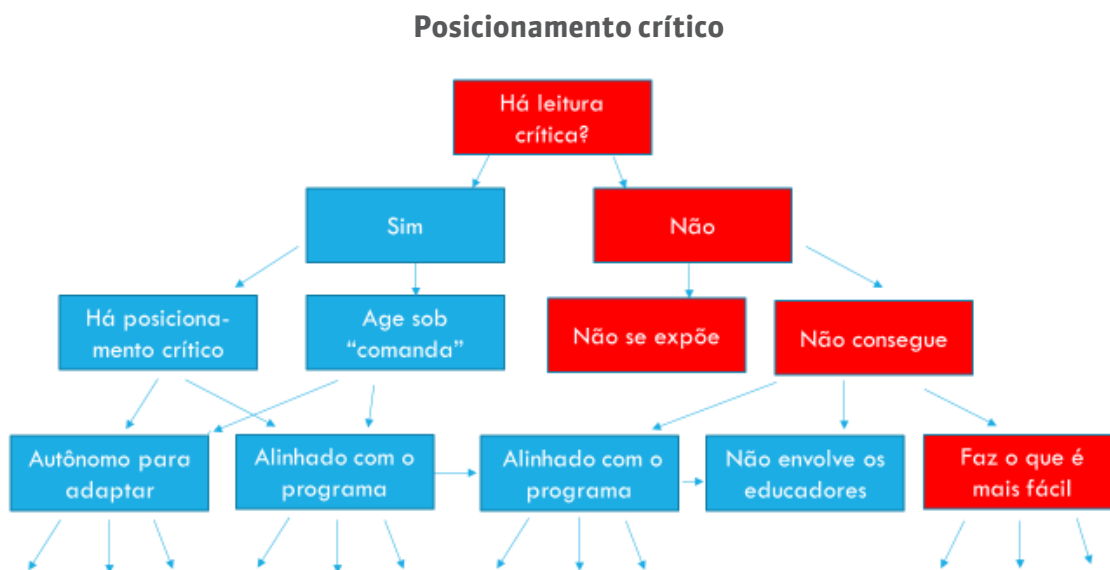 Posicionamento crítico
Há leitura
crítica?
Sim
Não
Há posiciona-
mento crítico
Age sob
“comanda”
Não se expõe
Não consegue
Autônomo para
adaptar
Alinhado com o
programa
Alinhado com o
programa
Não envolve os
educadores
Faz o que é
mais fácil